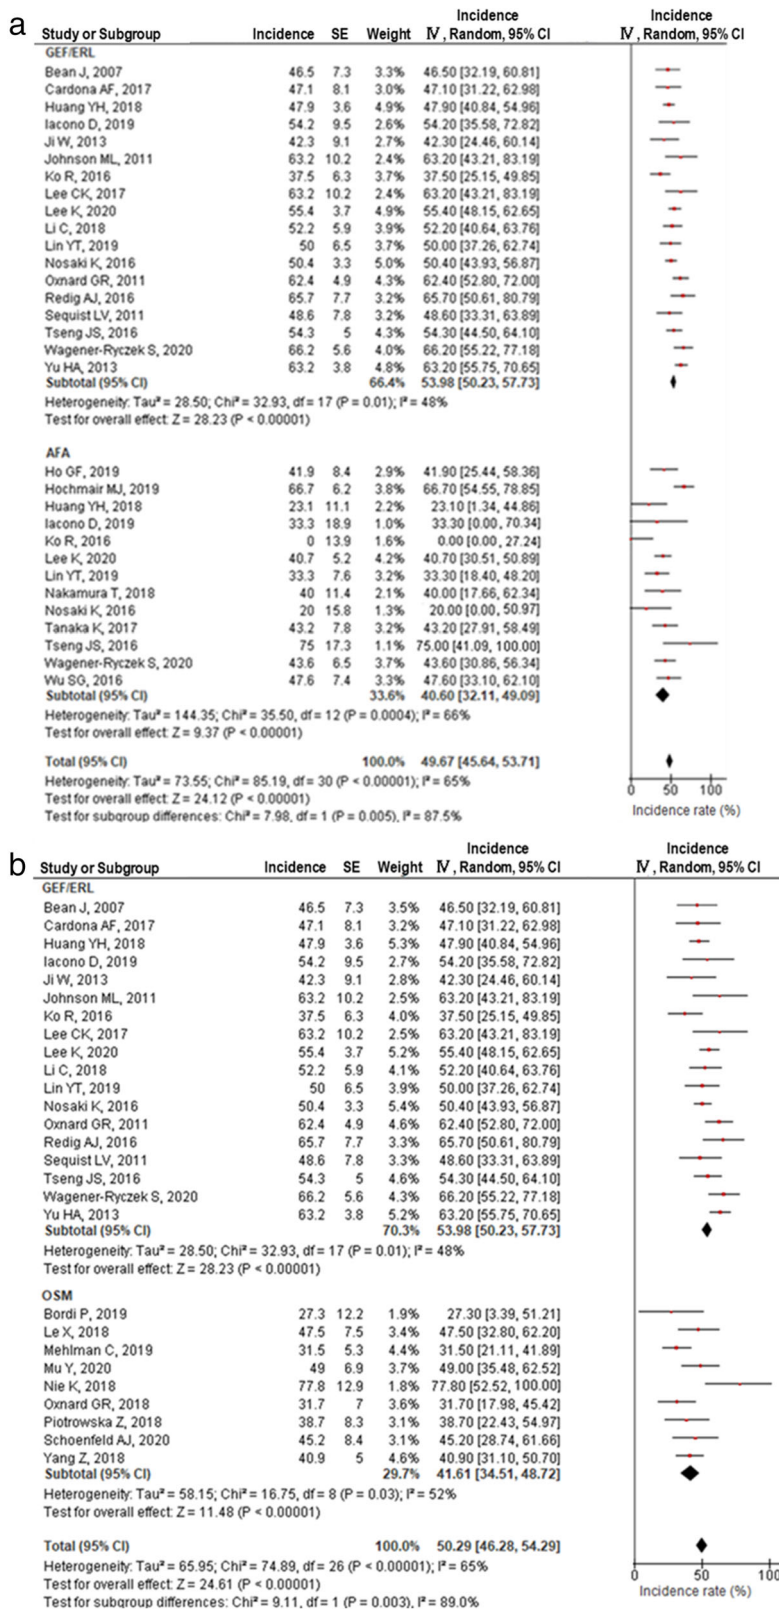 a
Incidence Incidence
Study or Subgroup Incidence SE Weight IV, Random, 95% CI IV, Random, 95% CI
GEF/ERL
Bean J, 2007 46.5 7.3 3.3% 46.50 [32.19, 60.81]
Cardona AF, 2017 47.1 8.1 3.0% 47.10 [31.22, 62.98]
Huang YH, 2018 47.9 3.6 4.9% 47.90 [40.84, 54.96]
Iacono D, 2019 54.2 9.5 2.6% 54.20 [35.58, 72.82]
Ji W, 2013 42.3 9.1 2.7% 42.30 [24.46, 60.14]
Johnson ML, 2011 63.2 10.2 2.4% 63.20 [43.21, 83.19]
Ko R, 2016 37.5 6.3 3.7% 37.50 [25.15, 49.85]
Lee CK, 2017 63.2 10.2 2.4% 63.20 [43.21, 83.19]
Lee K, 2020 55.4 3.7 4.9% 55.40 [48.15, 62.65]
Li C, 2018 52.2 5.9 3.9% 52.20 [40.64, 63.76]
Lin YT, 2019 50 6.5 3.7% 50.00 [37.26, 62.74]
Nosaki K, 2016 50.4 3.3 5.0% 50.40 [43.93, 56.87]
Oxnard GR, 2011 62.4 4.9 4.3% 62.40 [52.80, 72.00]
Redig AJ, 2016 65.7 7.7 3.2% 65.70 [50.61, 80.79]
Sequist LV, 2011 48.6 7.8 3.1% 48.60 [33.31, 63.89]
Tseng JS, 2016 54.3 5 4.3% 54.30 [44.50, 64.10]
Wagener-Ryczek S, 2020 66.2 5.6 4.0% 66.20 [55.22, 77.18]
Yu HA, 2013 63.2 3.8 4.8% 63.20 [55.75, 70.65]
Subtotal (95% CI) 66.4% 53.98 [50.23, 57.73]
Heterogeneity: Tau² = 28.50; Chi² = 32.93, df = 17 (P = 0.01); I² = 48%
Test for overall effect: Z = 28.23 (P < 0.00001)
AFA
Ho GF, 2019 41.9 8.4 2.9% 41.90 [25.44, 58.36]
Hochmair MJ, 2019 66.7 6.2 3.8% 66.70 [54.55, 78.85]
Huang YH, 2018 23.1 11.1 2.2% 23.10 [1.34, 44.86]
Iacono D, 2019 33.3 18.9 1.0% 33.30 [0.00, 70.34]
Ko R, 2016 0 13.9 1.6% 0.00 [0.00, 27.24]
Lee K, 2020 40.7 5.2 4.2% 40.70 [30.51, 50.89]
Lin YT, 2019 33.3 7.6 3.2% 33.30 [18.40, 48.20]
Nakamura T, 2018 40 11.4 2.1% 40.00 [17.66, 62.34]
Nosaki K, 2016 20 15.8 1.3% 20.00 [0.00, 50.97]
Tanaka K, 2017 43.2 7.8 3.1% 43.20 [27.91, 58.49]
Tseng JS, 2016 75 17.3 1.1% 75.00 [41.09, 100.00]
Wagener-Ryczek S, 2020 43.6 6.5 3.7% 43.60 [30.86, 56.34]
Wu SG, 2016 47.6 7.4 3.2% 47.60 [33.10, 62.10]
Subtotal (95% CI) 33.6% 40.60 [32.11, 49.09]
Heterogeneity: Tau² = 144.35; Chi² = 35.50, df = 12 (P = 0.0004); I² = 66%
Test for overall effect: Z = 9.37 (P < 0.00001)
Total (95% CI) 100.0% 49.67 [45.64, 53.71]
Heterogeneity: Tau² = 73.55; Chi² = 85.19, df = 30 (P < 0.00001); I² = 65%
Test for overall effect: Z = 24.12 (P < 0.00001)
Test for subgroup differences: Chi² = 7.98, df = 1 (P = 0.005), I² = 87.5%
0 50 100
Incidence rate (%)
b
Incidence Incidence
Study or Subgroup Incidence SE Weight IV, Random, 95% CI IV, Random, 95% CI
GEF/ERL
Bean J, 2007 46.5 7.3 3.5% 46.50 [32.19, 60.81]
Cardona AF, 2017 47.1 8.1 3.2% 47.10 [31.22, 62.98]
Huang YH, 2018 47.9 3.6 5.3% 47.90 [40.84, 54.96]
Iacono D, 2019 54.2 9.5 2.7% 54.20 [35.58, 72.82]
Ji W, 2013 42.3 9.1 2.8% 42.30 [24.46, 60.14]
Johnson ML, 2011 63.2 10.2 2.5% 63.20 [43.21, 83.19]
Ko R, 2016 37.5 6.3 4.0% 37.50 [25.15, 49.85]
Lee CK, 2017 63.2 10.2 2.5% 63.20 [43.21, 83.19]
Lee K, 2020 55.4 3.7 5.2% 55.40 [48.15, 62.65]
Li C, 2018 52.2 5.9 4.1% 52.20 [40.64, 63.76]
Lin YT, 2019 50 6.5 3.9% 50.00 [37.26, 62.74]
Nosaki K, 2016 50.4 3.3 5.4% 50.40 [43.93, 56.87]
Oxnard GR, 2011 62.4 4.9 4.6% 62.40 [52.80, 72.00]
Redig AJ, 2016 65.7 7.7 3.3% 65.70 [50.61, 80.79]
Sequist LV, 2011 48.6 7.8 3.3% 48.60 [33.31, 63.89]
Tseng JS, 2016 54.3 5 4.6% 54.30 [44.50, 64.10]
Wagener-Ryczek S, 2020 66.2 5.6 4.3% 66.20 [55.22, 77.18]
Yu HA, 2013 63.2 3.8 5.2% 63.20 [55.75, 70.65]
Subtotal (95% CI) 70.3% 53.98 [50.23, 57.73]
Heterogeneity: Tau² = 28.50; Chi² = 32.93, df = 17 (P = 0.01); I² = 48%
Test for overall effect: Z = 28.23 (P < 0.00001)
OSM
Bordi P, 2019 27.3 12.2 1.9% 27.30 [3.39, 51.21]
Le X, 2018 47.5 7.5 3.4% 47.50 [32.80, 62.20]
Mehlman C, 2019 31.5 5.3 4.4% 31.50 [21.11, 41.89]
Mu Y, 2020 49 6.9 3.7% 49.00 [35.48, 62.52]
Nie K, 2018 77.8 12.9 1.8% 77.80 [52.52, 100.00]
Oxnard GR, 2018 31.7 7 3.6% 31.70 [17.98, 45.42]
Piotrowska Z, 2018 38.7 8.3 3.1% 38.70 [22.43, 54.97]
Schoenfeld AJ, 2020 45.2 8.4 3.1% 45.20 [28.74, 61.66]
Yang Z, 2018 40.9 5 4.6% 40.90 [31.10, 50.70]
Subtotal (95% CI) 29.7% 41.61 [34.51, 48.72]
Heterogeneity: Tau² = 58.15; Chi² = 16.75, df = 8 (P = 0.03); I² = 52%
Test for overall effect: Z = 11.48 (P < 0.00001)
Total (95% CI) 100.0% 50.29 [46.28, 54.29]
Heterogeneity: Tau² = 65.95; Chi² = 74.89, df = 26 (P < 0.00001); I² = 65%
Test for overall effect: Z = 24.61 (P < 0.00001)
Test for subgroup differences: Chi² = 9.11, df = 1 (P = 0.003), I² = 89.0%
0 50 100
Incidence rate (%)